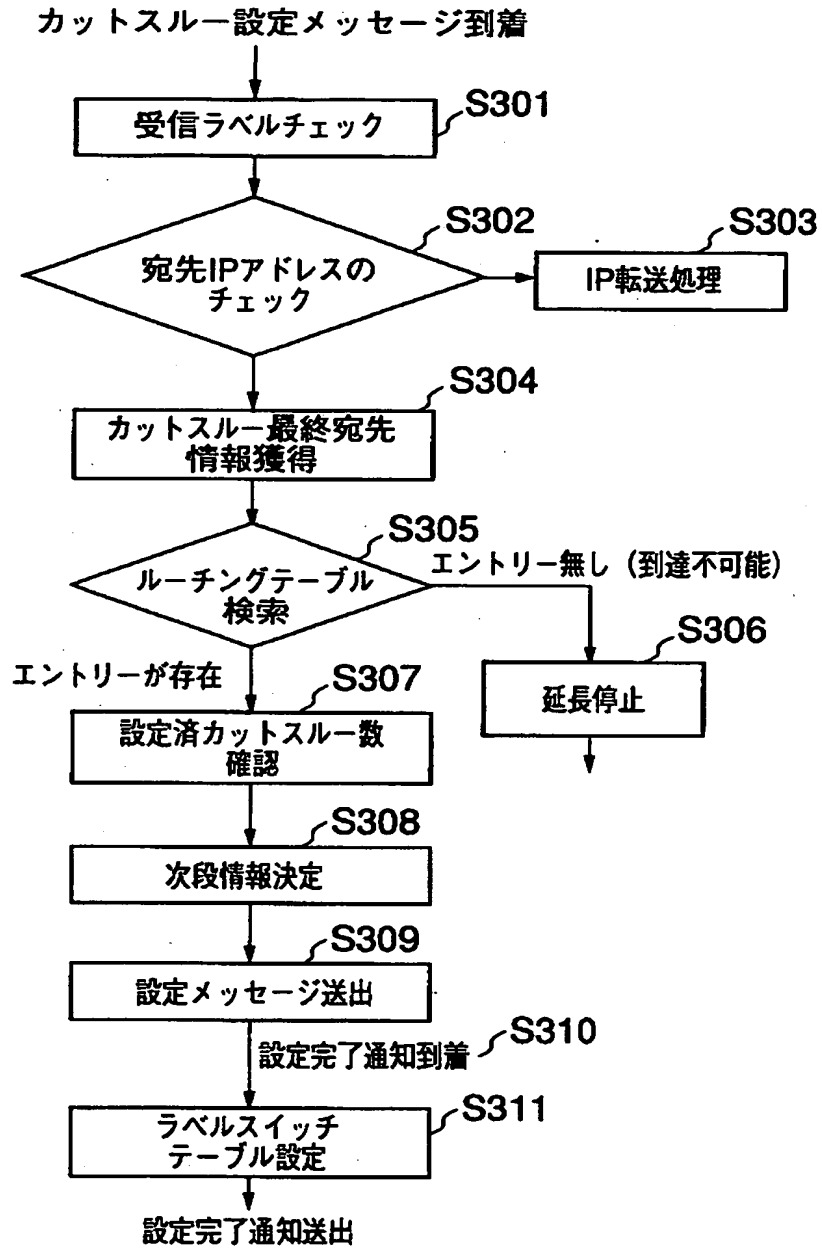 カットスルー設定メッセージ到着
S301
受信ラベルチェック
S302
宛先IPアドレスの
チェック
S303
IP転送処理
S304
カットスルー最終宛先
情報獲得
S305
ルーチングテーブル
検索
エントリー無し（到達不可能）
S306
延長停止
エントリーが存在
S307
設定済カットスルー数
確認
S308
次段情報決定
S309
設定メッセージ送出
設定完了通知到着
S310
S311
ラベルスイッチ
テーブル設定
設定完了通知送出